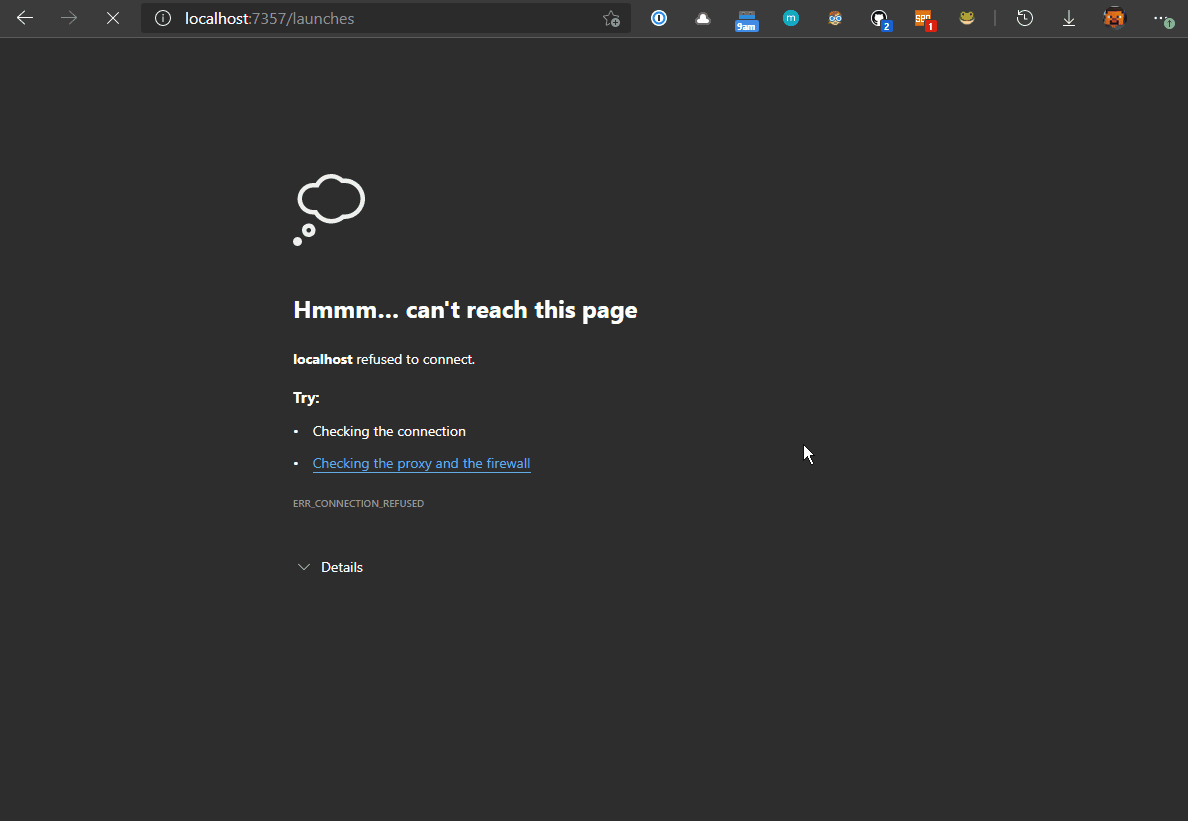 localhost:7357/launches
9am
m
2
1
Hmmm... can't reach this page
localhost refused to connect.
Try:
• Checking the connection
• Checking the proxy and the firewall
ERR_CONNECTION_REFUSED
Details